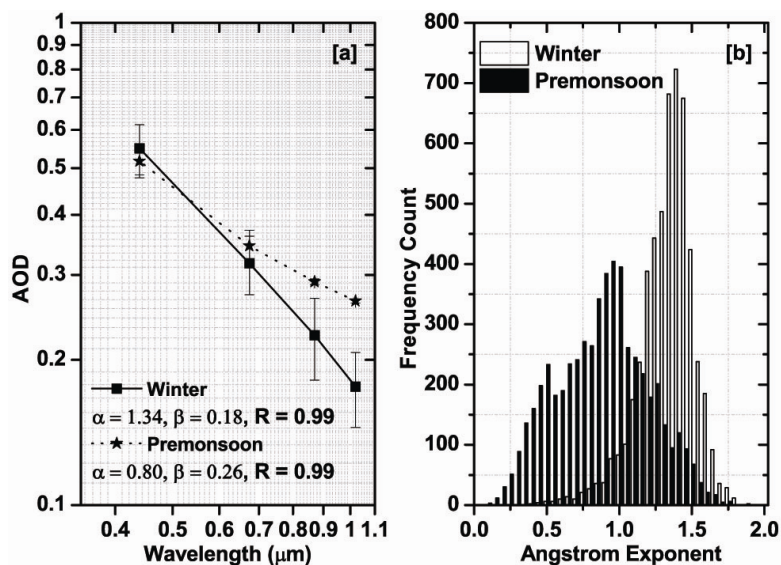 [a]
1
0.9
0.8
0.7
0.6
0.5
0.4
0.3
0.2
0.1
AOD
Winter
α = 1.34, β = 0.18, R = 0.99
Premonsoon
α = 0.80, β = 0.26, R = 0.99
0.4 0.5 0.6 0.7 0.8 0.9 1 1.1
Wavelength (μm)
[b]
Winter
Premonsoon
800
700
600
500
400
300
200
100
0
Frequency Count
0.0 0.5 1.0 1.5 2.0
Angstrom Exponent